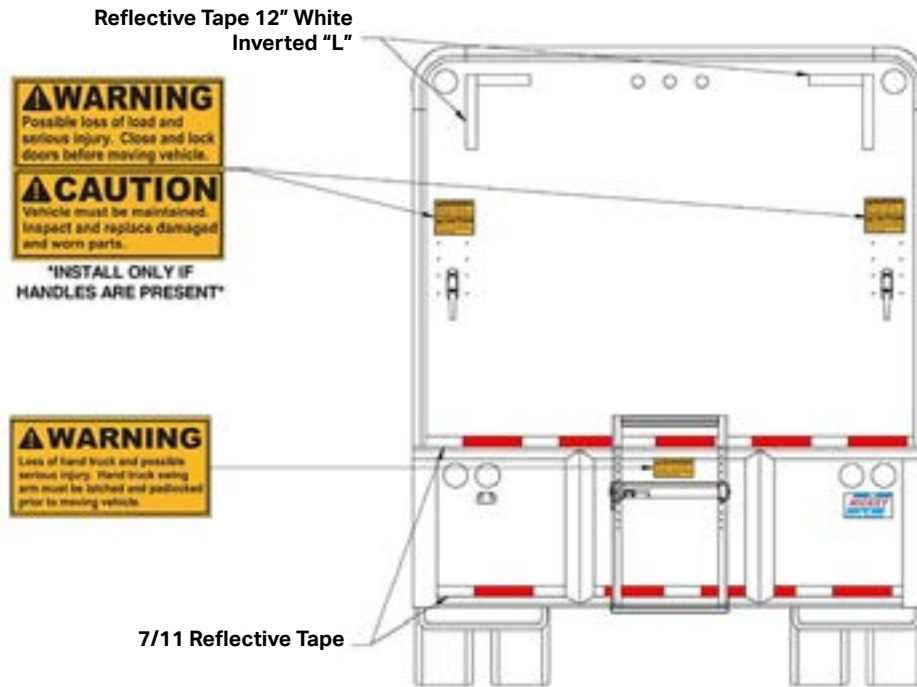 Reflective Tape 12" White
Inverted “L”
WARNING
Possible loss of load and
serious injury. Close and lock
doors before moving vehicle.
CAUTION
Vehicle must be maintained.
Inspect and replace damaged
and worn parts.
*INSTALL ONLY IF
HANDLES ARE PRESENT*
WARNING
Loss of hand truck and possible
serious injury. Hand truck swing
arm must be latched and padlocked
prior to moving vehicle.
HICKEY
7/11 Reflective Tape